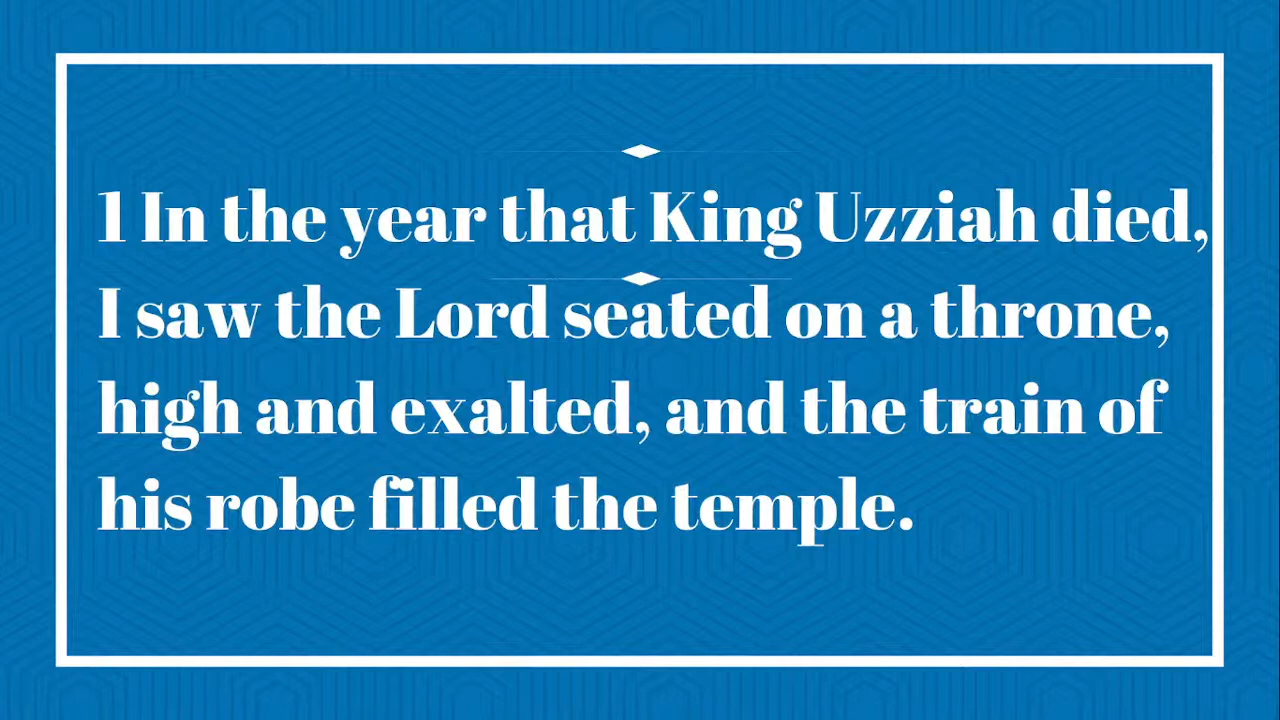 1 In the year that King Uzziah died,
I saw the Lord seated on a throne,
high and exalted, and the train of
his robe filled the temple.